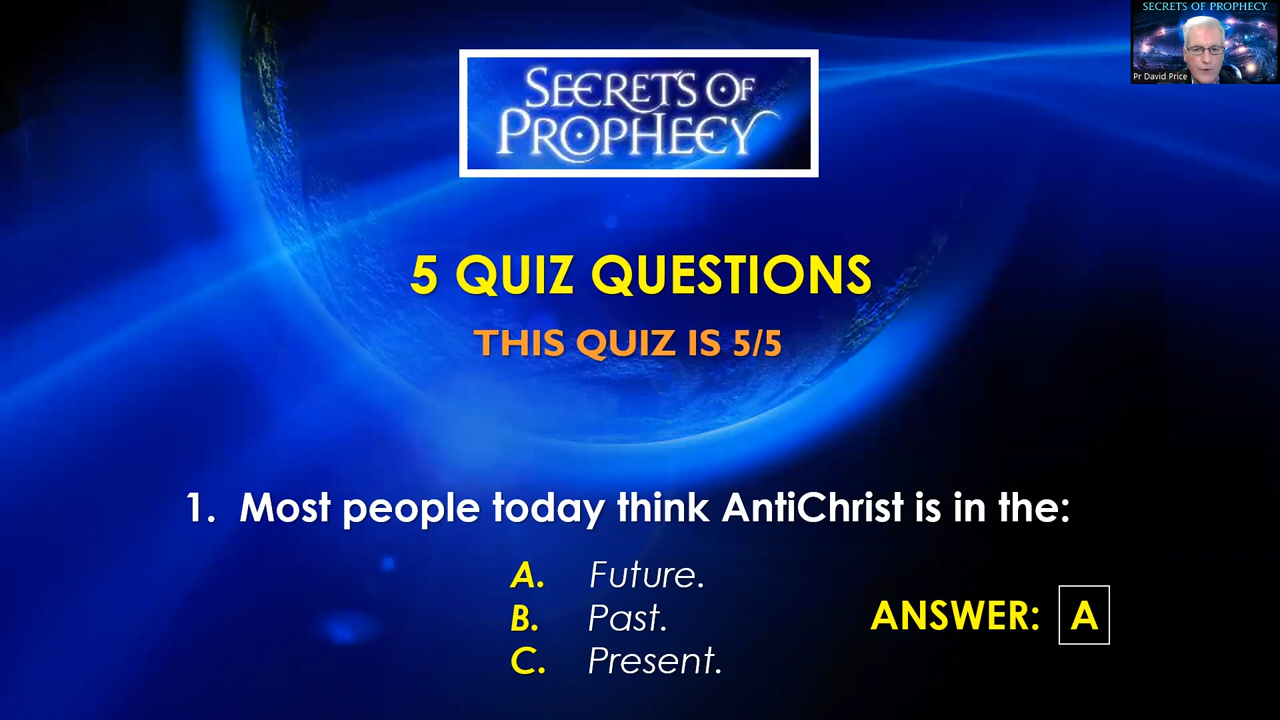 SECRETS OF PROPHECY
Pr David Price
SECRETS OF
PROPHECY
5 QUIZ QUESTIONS
THIS QUIZ IS 5/5
1. Most people today think AntiChrist is in the:
A. Future.
B. Past.
C. Present.
ANSWER: A